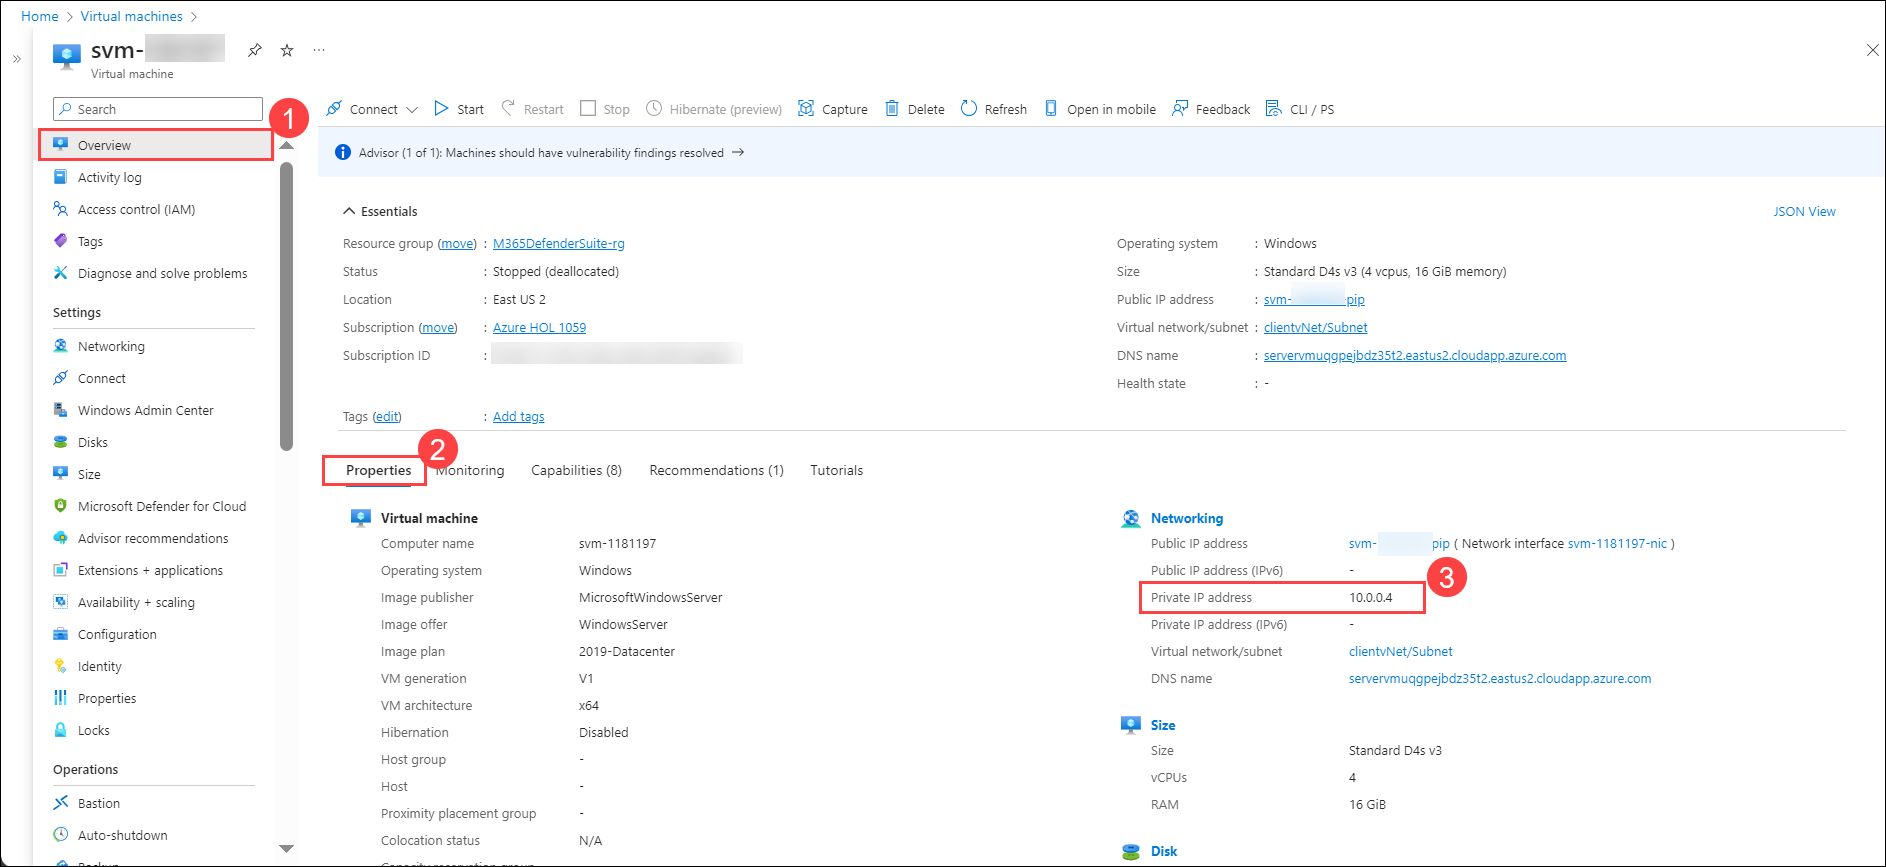 Home > Virtual machines >
svm-
Virtual machine
Search
1
Overview
Activity log
Access control (IAM)
Tags
Diagnose and solve problems
Settings
Networking
Connect
Windows Admin Center
Disks
Size
Microsoft Defender for Cloud
Advisor recommendations
Extensions + applications
Availability + scaling
Configuration
Identity
Properties
Locks
Operations
Bastion
Auto-shutdown
Connect Start Restart Stop Hibernate (preview) Capture Delete Refresh Open in mobile Feedback CLI / PS
Advisor (1 of 1): Machines should have vulnerability findings resolved →
Essentials
JSON View
Resource group (move) : M365DefenderSuite-rg
Status : Stopped (deallocated)
Location : East US 2
Subscription (move) : Azure HOL 1059
Subscription ID :
Operating system : Windows
Size : Standard D4s v3 (4 vcpus, 16 GiB memory)
Public IP address : svm- -pip
Virtual network/subnet : clientvNet/Subnet
DNS name : servervmuqgpejbdz35t2.eastus2.cloudapp.azure.com
Health state : -
Tags (edit) : Add tags
2
Properties Monitoring Capabilities (8) Recommendations (1) Tutorials
Virtual machine
Computer name svm-1181197
Operating system Windows
Image publisher MicrosoftWindowsServer
Image offer WindowsServer
Image plan 2019-Datacenter
VM generation V1
VM architecture x64
Hibernation Disabled
Host group -
Host -
Proximity placement group -
Colocation status N/A
Networking
Public IP address svm- pip ( Network interface svm-1181197-nic )
Public IP address (IPv6) -
3
Private IP address 10.0.0.4
Private IP address (IPv6) -
Virtual network/subnet clientvNet/Subnet
DNS name servervmuqgpejbdz35t2.eastus2.cloudapp.azure.com
Size
Size Standard D4s v3
vCPUs 4
RAM 16 GiB
Disk